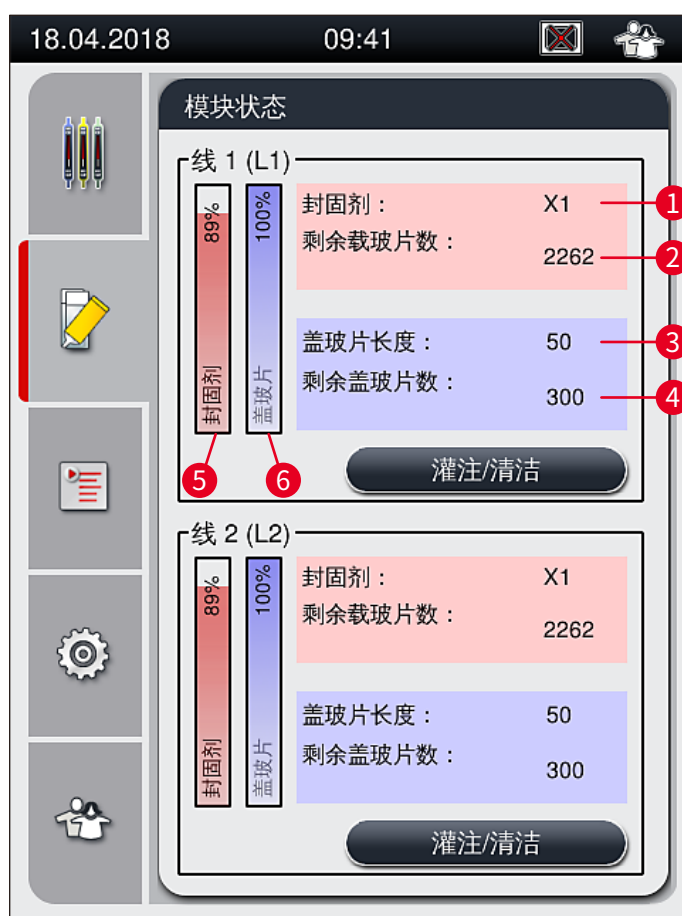 18.04.2018 09:41
模块状态
线 1 (L1)
89%
封固剂
100%
盖玻片
封固剂： X1 1
剩余载玻片数：
2262 2
盖玻片长度： 50 3
剩余盖玻片数：
300 4
5 6
灌注/清洁
线 2 (L2)
89%
封固剂
100%
盖玻片
封固剂： X1
剩余载玻片数：
2262
盖玻片长度： 50
剩余盖玻片数：
300
灌注/清洁